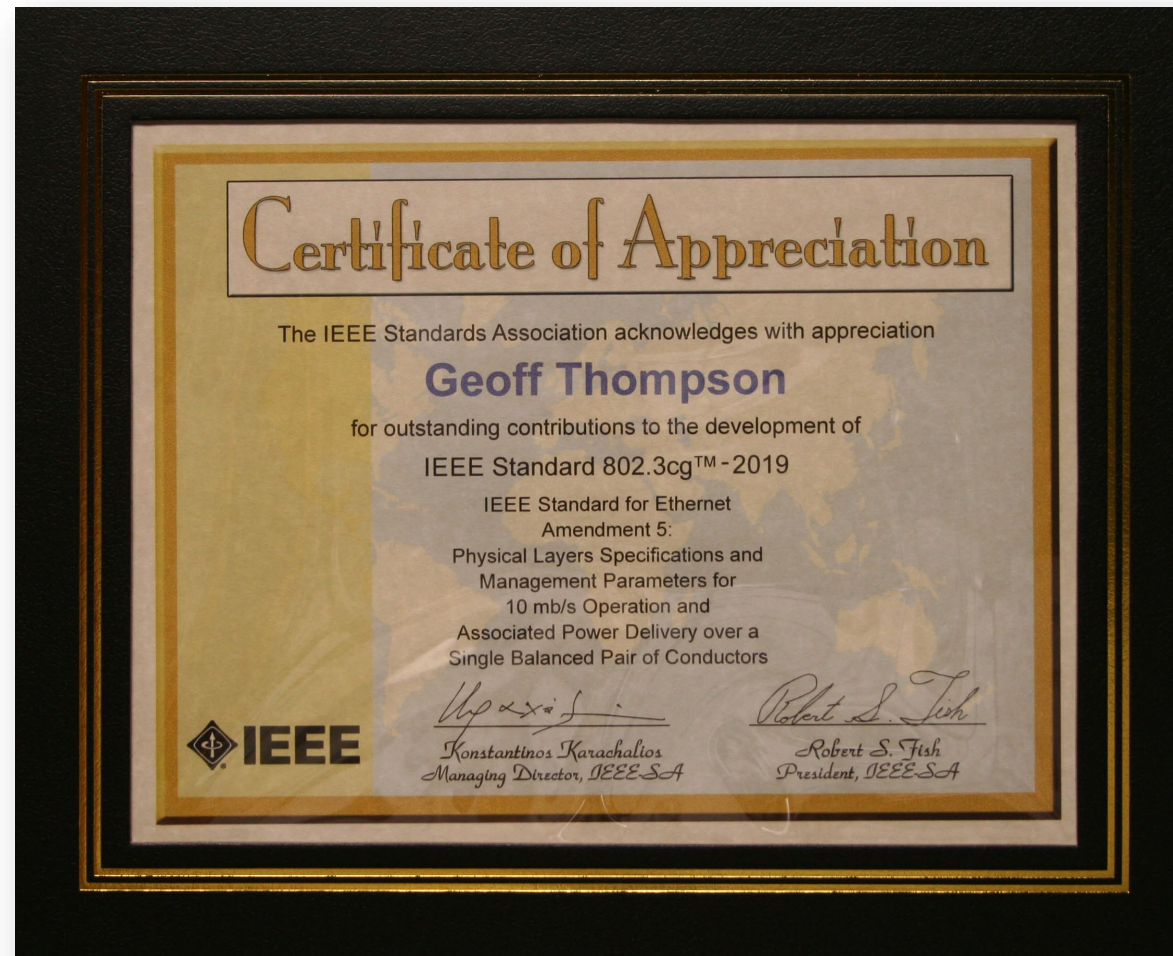 Certificate of Appreciation
The IEEE Standards Association acknowledges with appreciation
Geoff Thompson
for outstanding contributions to the development of
IEEE Standard 802.3cg™-2019
IEEE Standard for Ethernet
Amendment 5:
Physical Layers Specifications and
Management Parameters for
10 mb/s Operation and
Associated Power Delivery over a
Single Balanced Pair of Conductors
Robert S. Fish
IEEE
Konstantinos Karachalios
Managing Director, IEEE-SA
Robert S. Fish
President, IEEE-SA